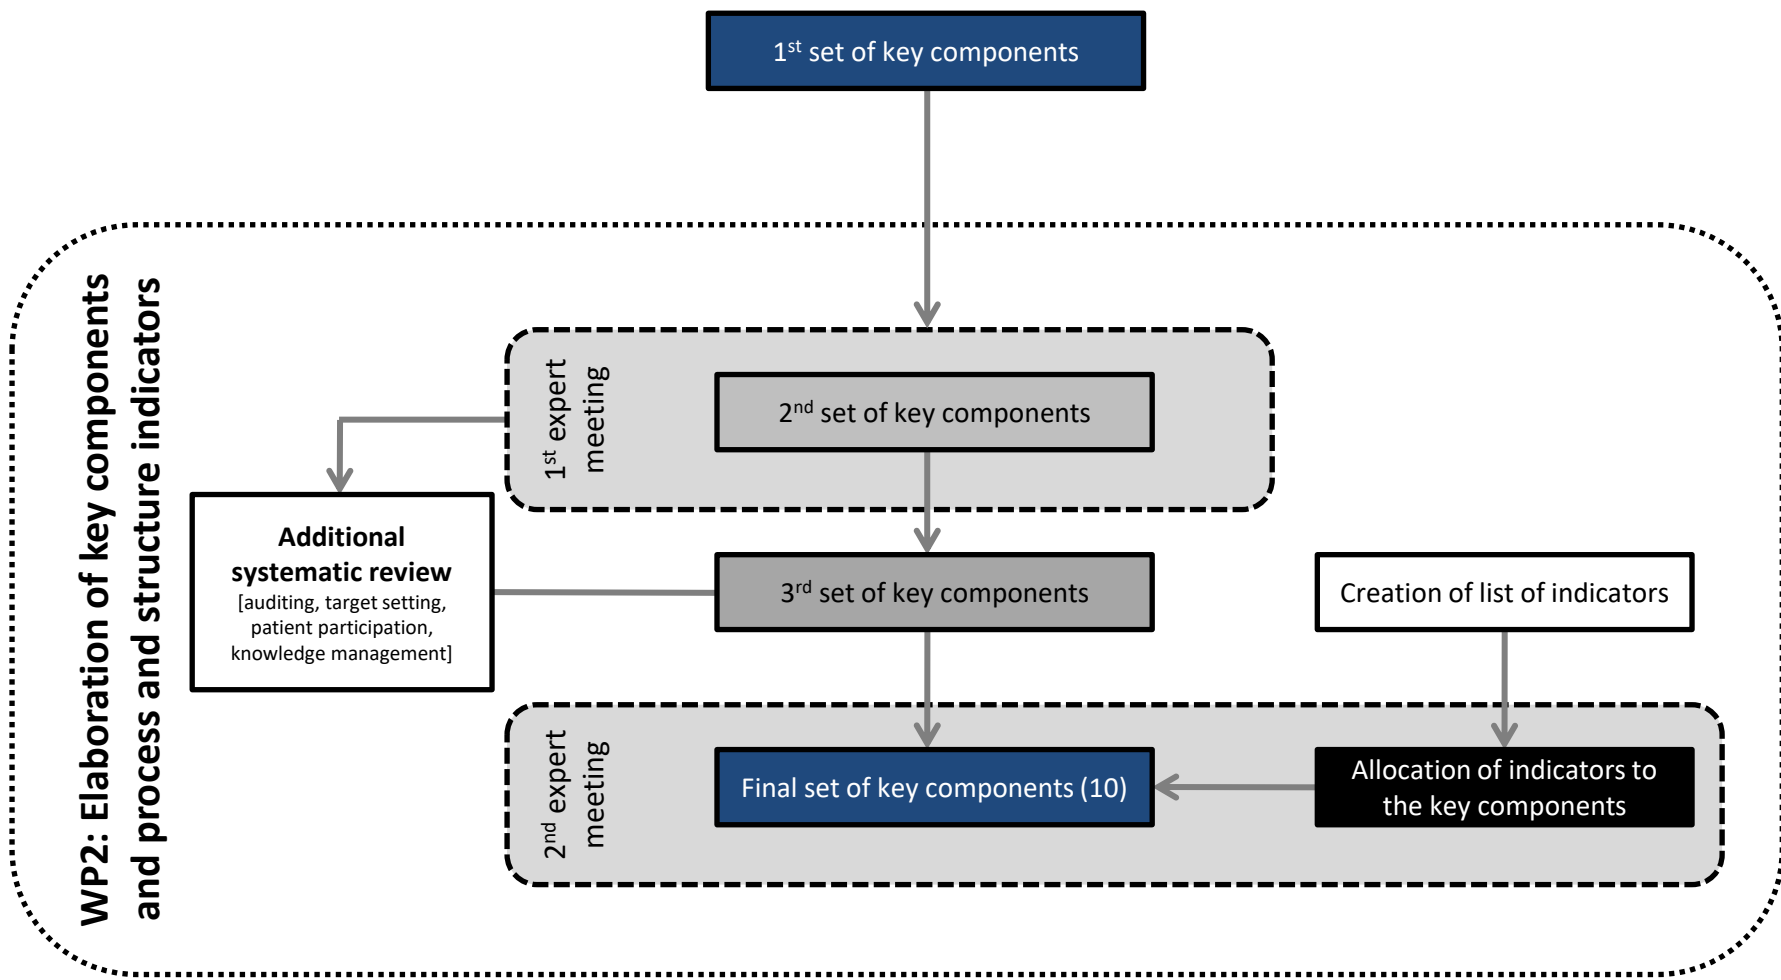 1st set of key components
WP2: Elaboration of key components
and process and structure indicators
1st expert
meeting
2nd set of key components
Additional
systematic review
[auditing, target setting,
patient participation,
knowledge management]
3rd set of key components
Creation of list of indicators
2nd expert
meeting
Final set of key components (10)
Allocation of indicators to
the key components